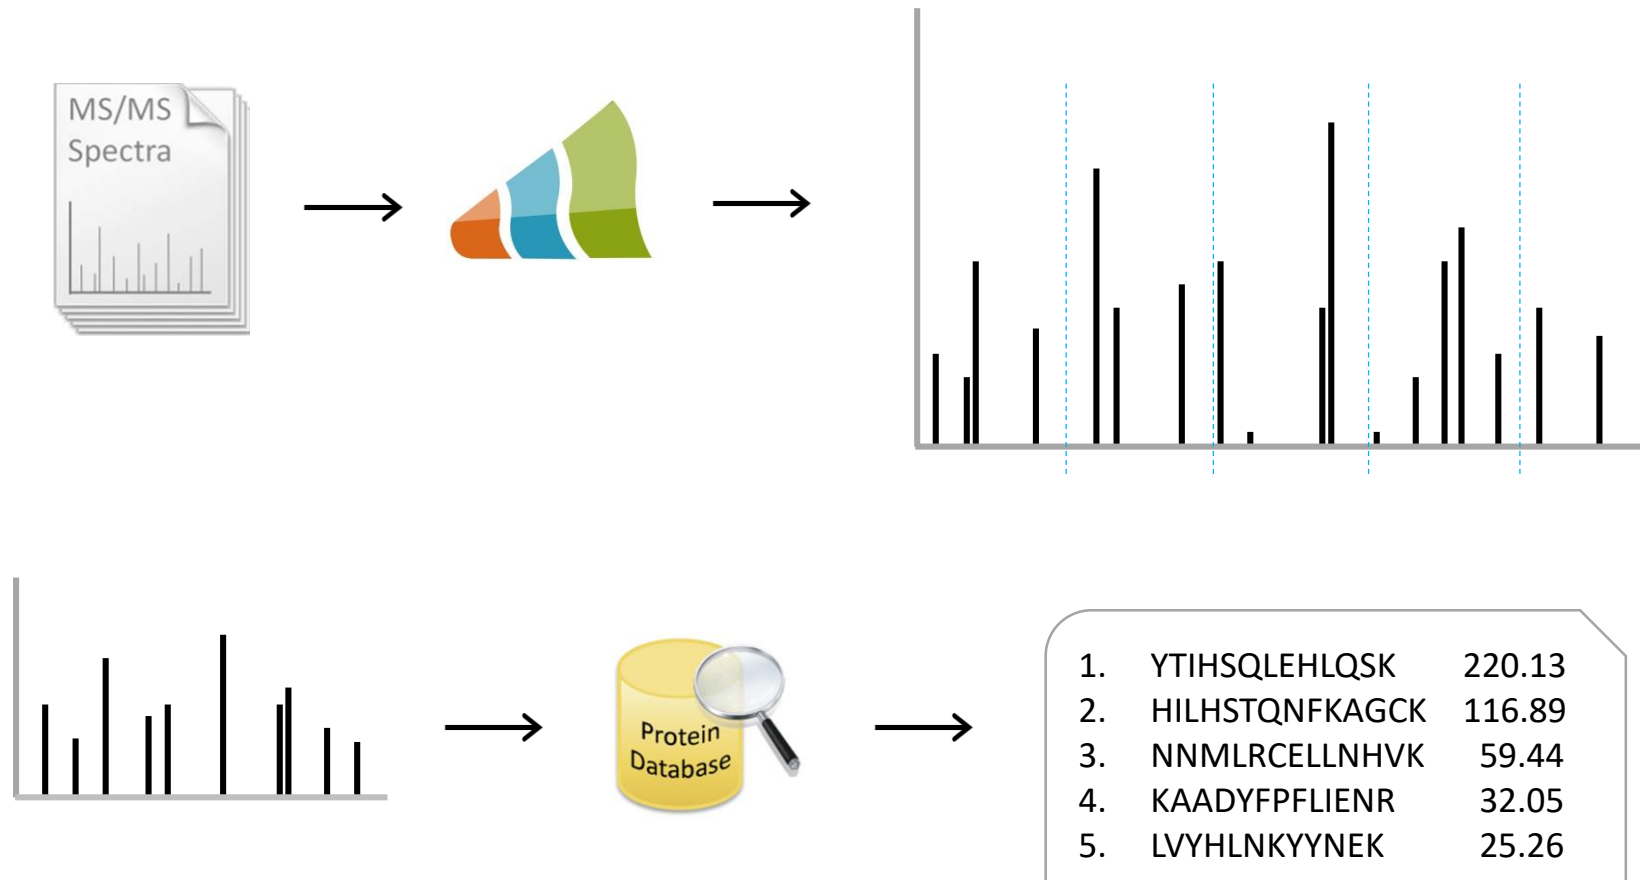 MS/MS
Spectra
Protein
Database
1. YTIHSQLEHLQSK 220.13
2. HILHSTQNFKAGCK 116.89
3. NNMLRCELLNHVK 59.44
4. KAADYFPFLIENR 32.05
5. LVYHLNKYYNEK 25.26